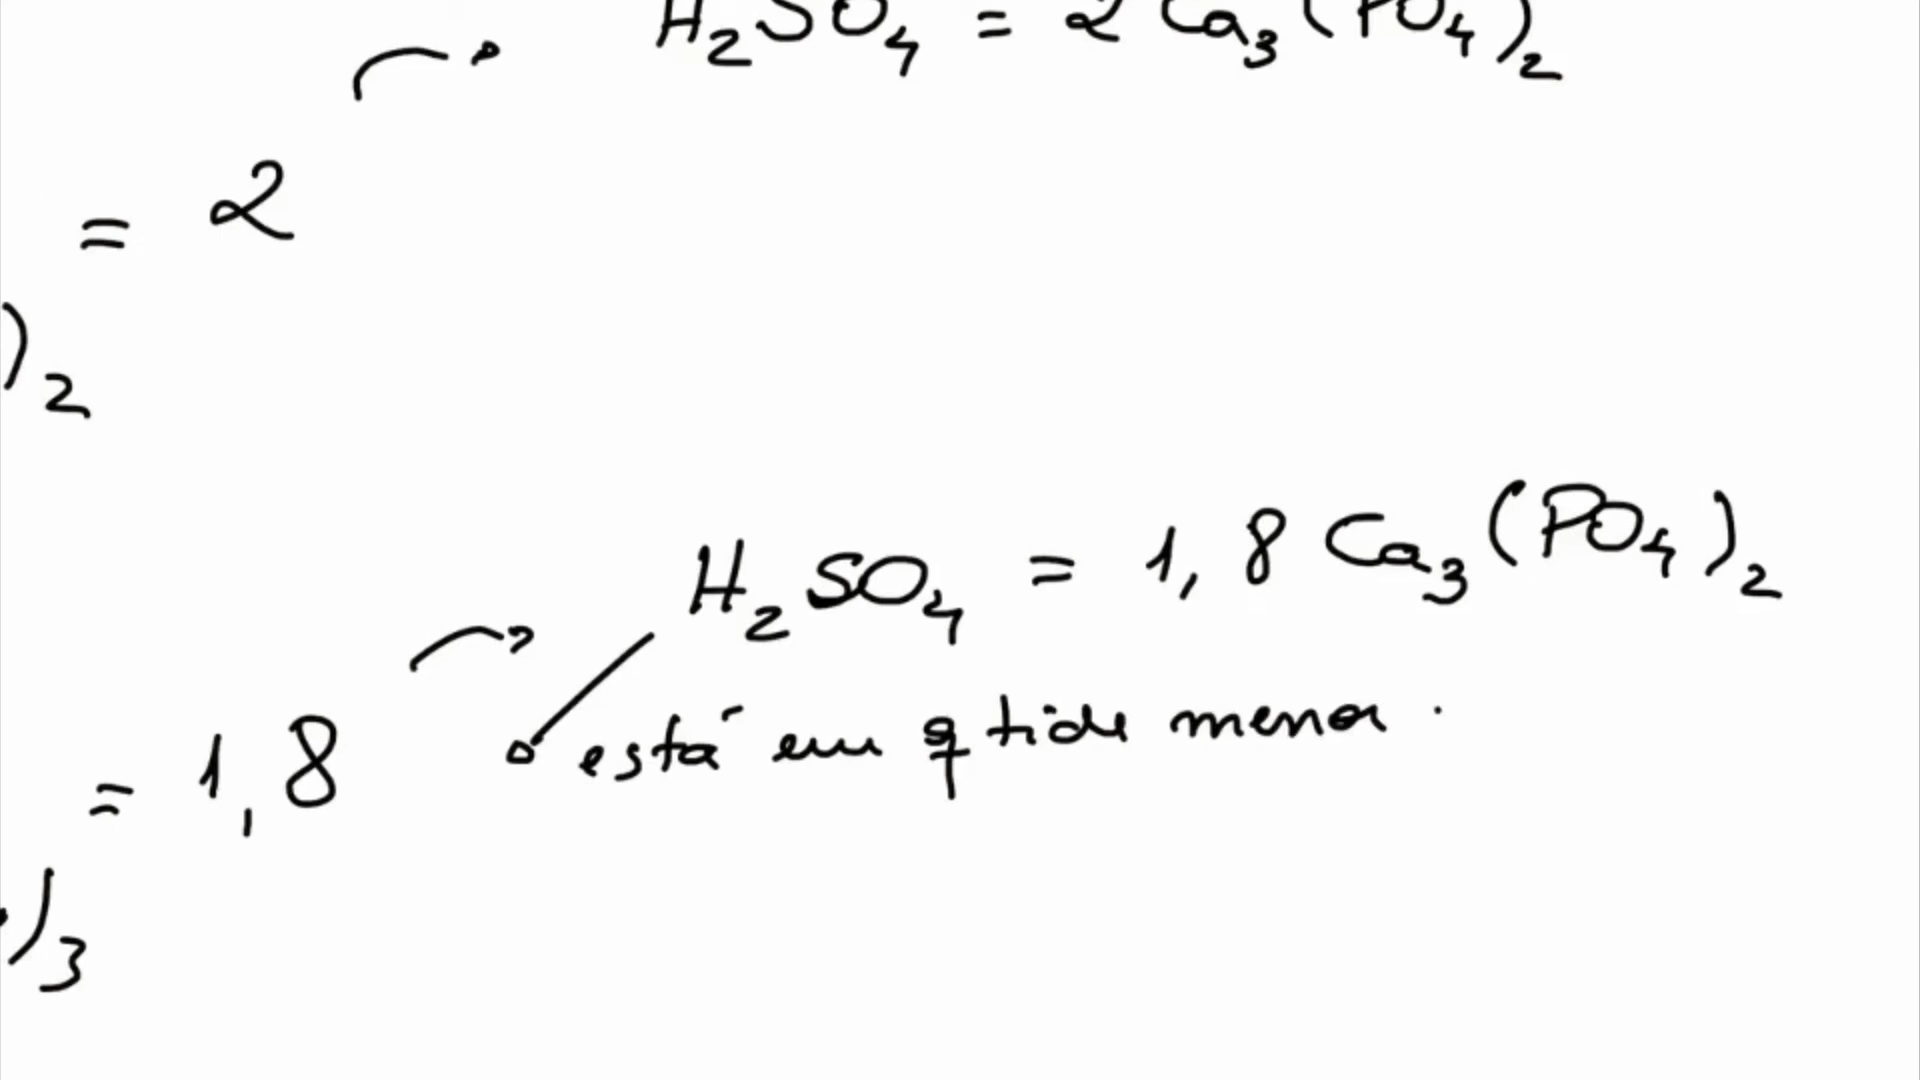 H₂SO₄ = 2 Ca₃(PO₄)₂
= 2
)₂
H₂SO₄ = 1,8 Ca₃(PO₄)₂
está em qtide menor.
= 1,8
)₃